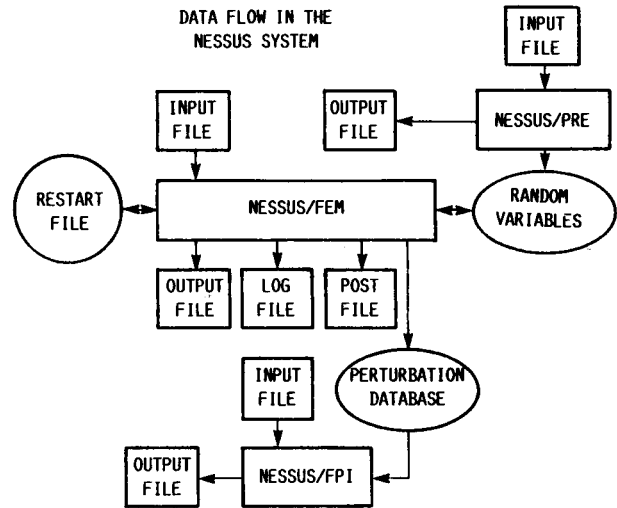 DATA FLOW IN THE
NESSUS SYSTEM
INPUT
FILE
INPUT
FILE
OUTPUT
FILE
NESSUS/PRE
RESTART
FILE
NESSUS/FEM
RANDOM
VARIABLES
OUTPUT
FILE
LOG
FILE
POST
FILE
INPUT
FILE
PERTURBATION
DATABASE
OUTPUT
FILE
NESSUS/FPI